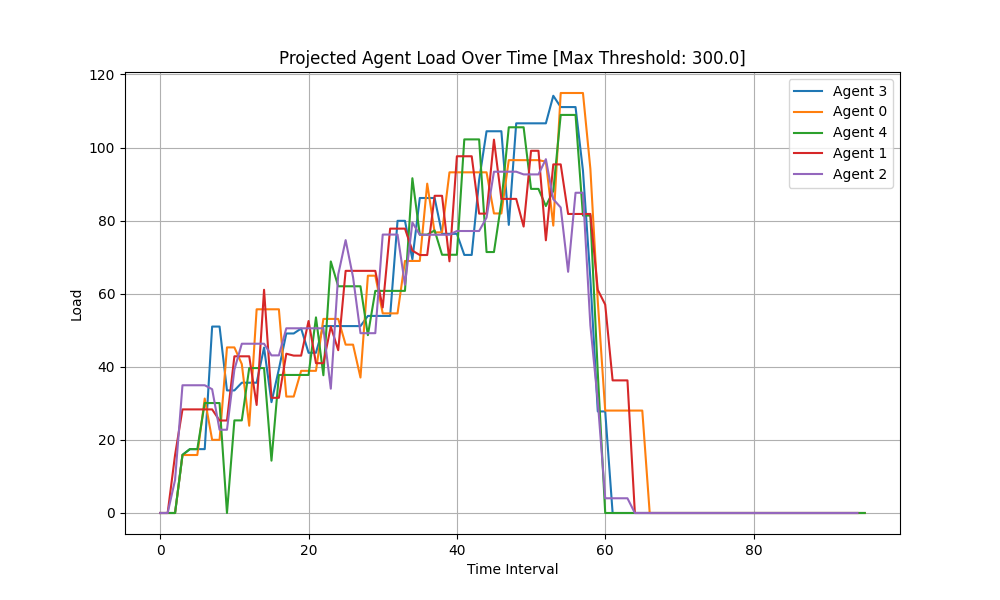 Projected Agent Load Over Time [Max Threshold: 300.0]
120
100
80
60
40
20
0
Load
Agent 3
Agent 0
Agent 4
Agent 1
Agent 2
0 20 40 60 80
Time Interval